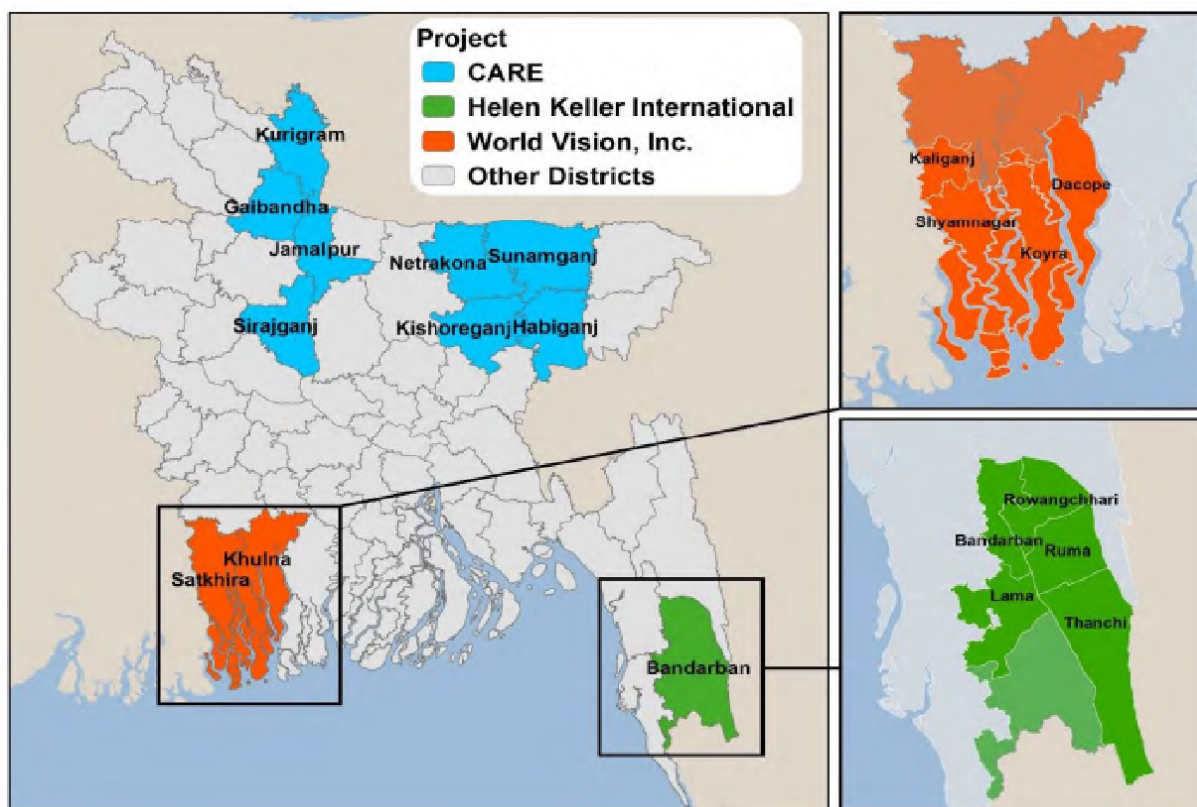 Project
CARE
Helen Keller International
World Vision, Inc.
Other Districts
Kurigram
Gaibandha
Jamalpur
Netrakona
Sunamganj
Sirajganj
Kishoreganj
Habiganj
Khulna
Satkhira
Bandarban
Kaliganj
Dacope
Shyamnagar
Koyra
Rowangchhari
Bandarban
Ruma
Lama
Thanchi